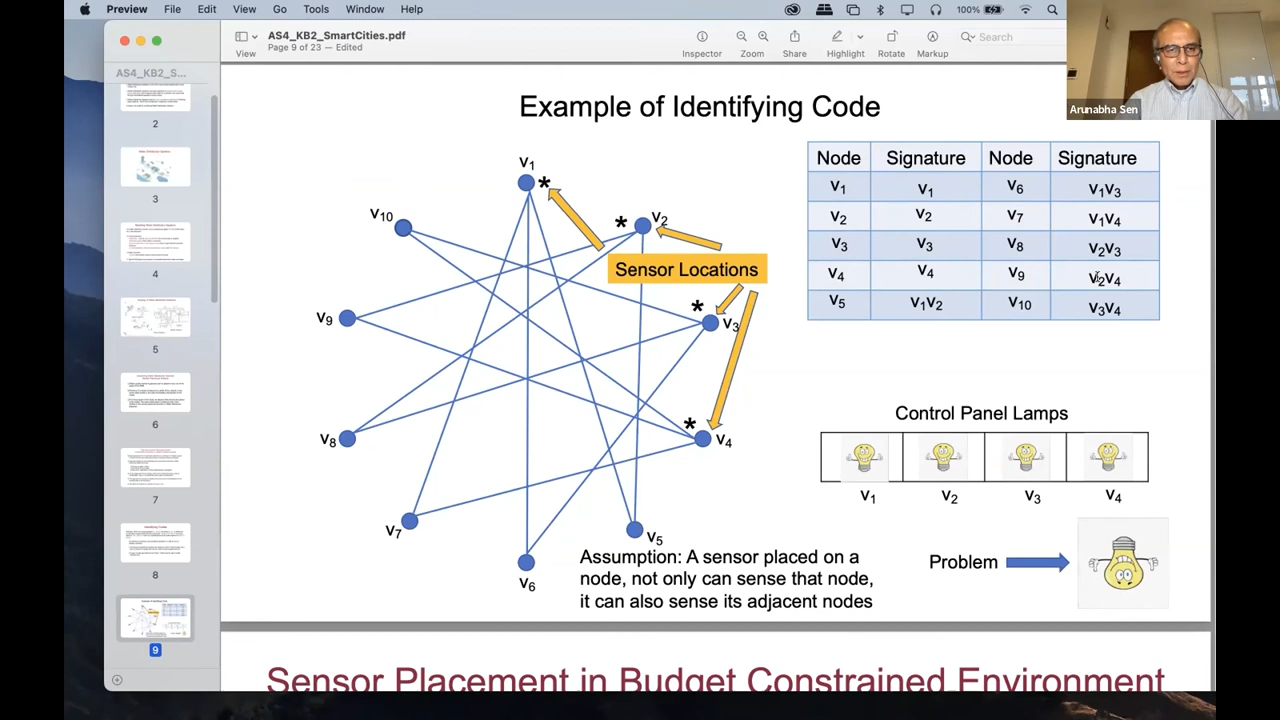 Preview File Edit View Go Tools Window Help 100%
AS4_KB2_SmartCities.pdf
Page 9 of 23 — Edited
View
Inspector
Zoom
Share
Highlight
Rotate
Markup
Search
Arunabha Sen
AS4_KB2_S...
2
3
4
5
6
7
8
9
Example of Identifying Code
v1 *
v10
* v2
Sensor Locations
v9
* v3
v8
* v4
v7
v5
v6
Node Signature Node Signature
v1 v1 v6 v1v3
v2 v2 v7 v1v4
v3 v3 v8 v2v3
v4 v4 v9 v2v4
v5 v1v2 v10 v3v4
Control Panel Lamps
v1 v2 v3 v4
Assumption: A sensor placed on a
node, not only can sense that node,
it can also sense its adjacent nodes
Problem
Sensor Placement in Budget Constrained Environment